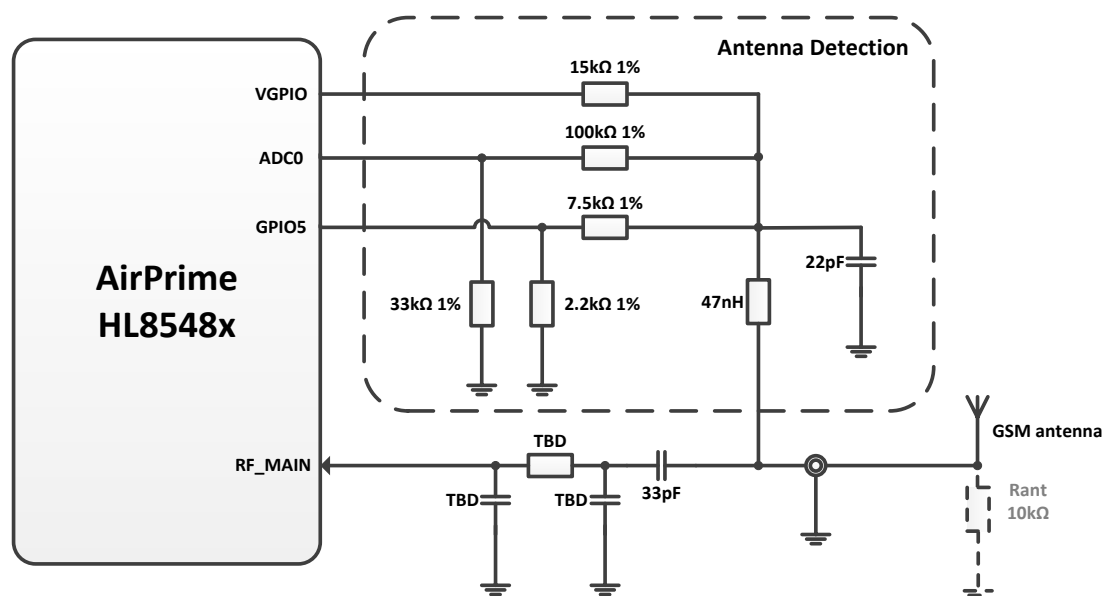 Antenna Detection
15kΩ 1%
VGPIO
100kΩ 1%
ADC0
7.5kΩ 1%
GPIO5
22pF
AirPrime
HL8548x
33kΩ 1%
2.2kΩ 1%
47nH
GSM antenna
TBD
RF_MAIN
TBD
TBD
33pF
Rant
10kΩ